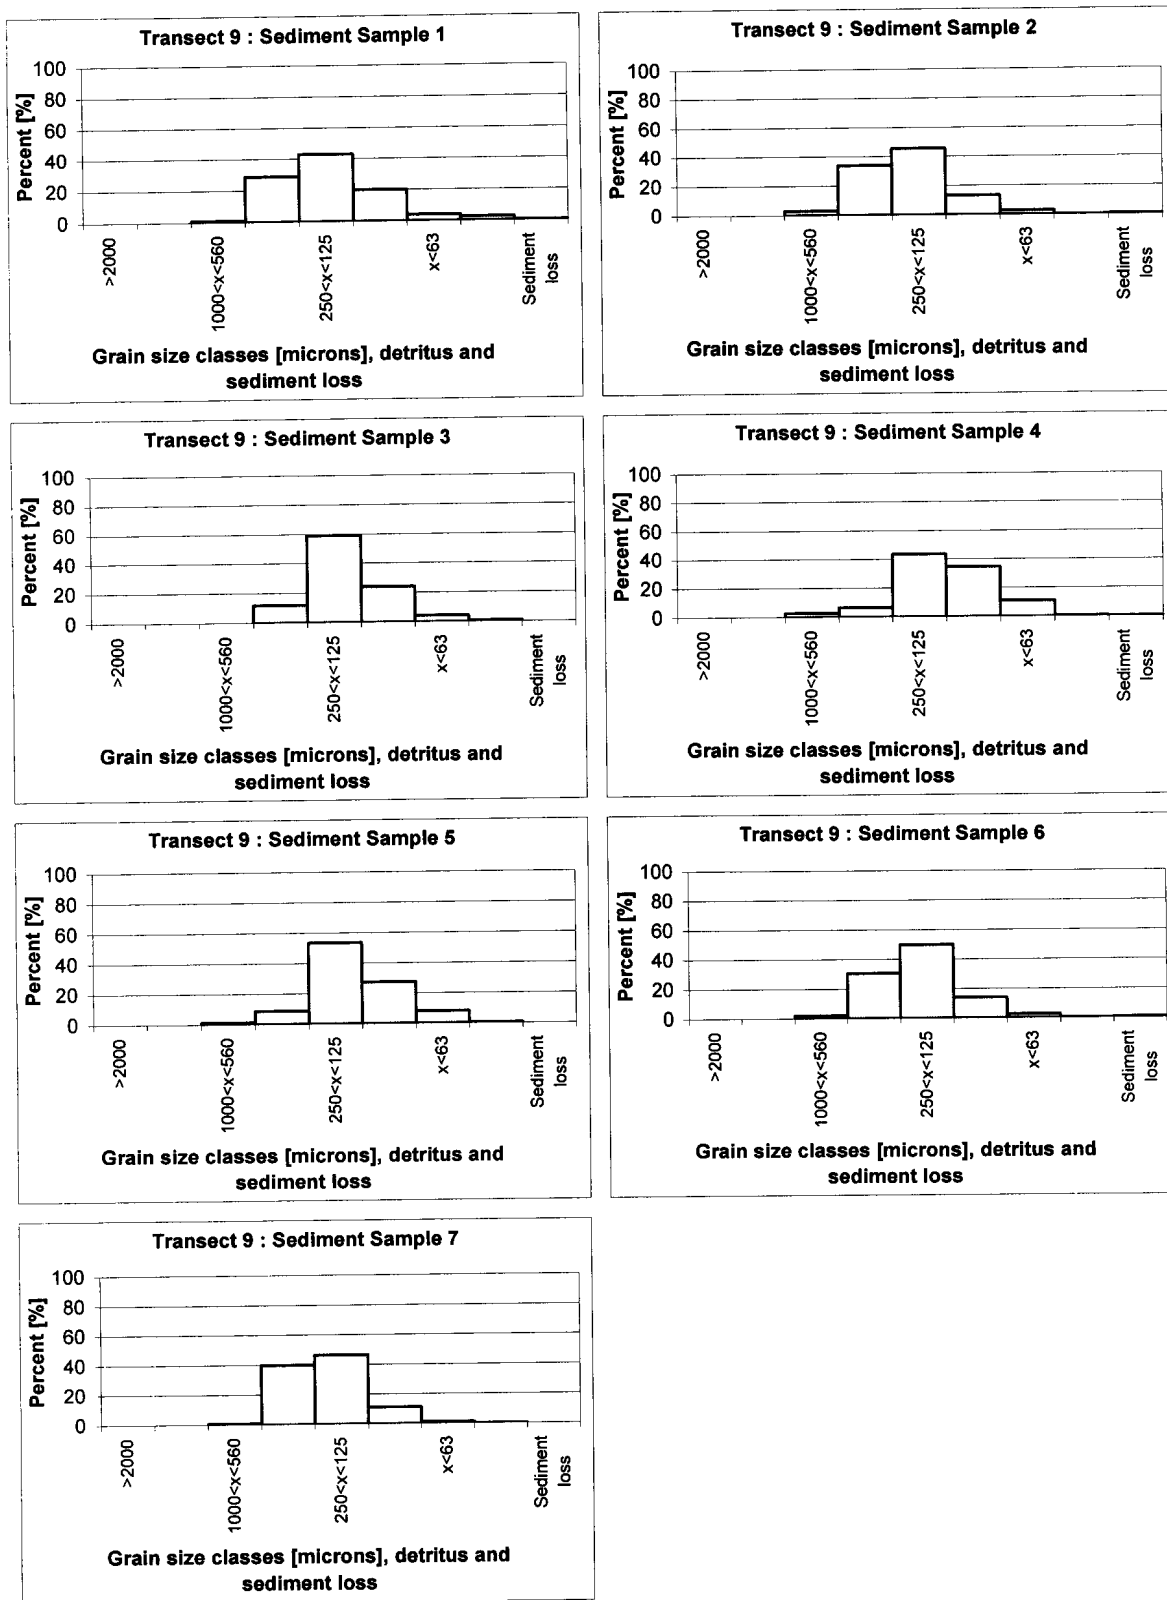 Transect 9 : Sediment Sample 1
Percent [%]
100
80
60
40
20
0
>2000
1000<x<560
250<x<125
x<63
Sediment
loss
Grain size classes [microns], detritus and
sediment loss
Transect 9 : Sediment Sample 2
Percent [%]
100
80
60
40
20
0
>2000
1000<x<560
250<x<125
x<63
Sediment
loss
Grain size classes [microns], detritus and
sediment loss
Transect 9 : Sediment Sample 3
Percent [%]
100
80
60
40
20
0
>2000
1000<x<560
250<x<125
x<63
Sediment
loss
Grain size classes [microns], detritus and
sediment loss
Transect 9 : Sediment Sample 4
Percent [%]
100
80
60
40
20
0
>2000
1000<x<560
250<x<125
x<63
Sediment
loss
Grain size classes [microns], detritus and
sediment loss
Transect 9 : Sediment Sample 5
Percent [%]
100
80
60
40
20
0
>2000
1000<x<560
250<x<125
x<63
Sediment
loss
Grain size classes [microns], detritus and
sediment loss
Transect 9 : Sediment Sample 6
Percent [%]
100
80
60
40
20
0
>2000
1000<x<560
250<x<125
x<63
Sediment
loss
Grain size classes [microns], detritus and
sediment loss
Transect 9 : Sediment Sample 7
Percent [%]
100
80
60
40
20
0
>2000
1000<x<560
250<x<125
x<63
Sediment
loss
Grain size classes [microns], detritus and
sediment loss